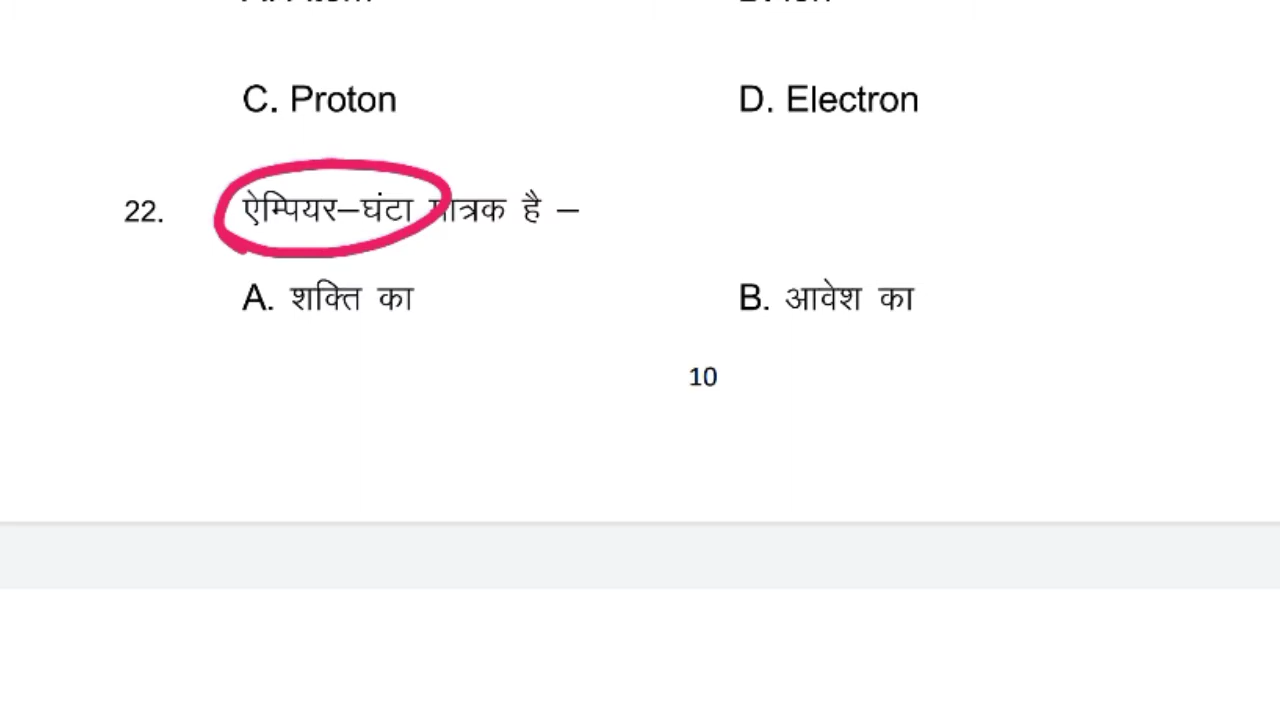 C. Proton D. Electron
22. ऐम्पियर–घंटा मात्रक है –
A. शक्ति का B. आवेश का
10